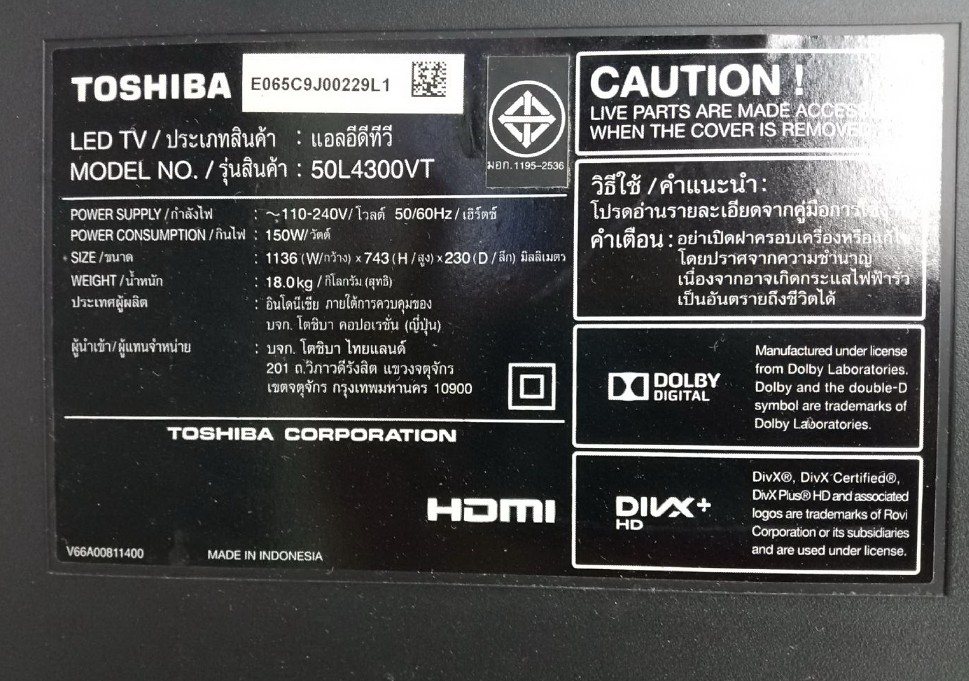 TOSHIBA
E065C9J00229L1
LED TV / ประเภทสินค้า : แอลอีดีทีวี
MODEL NO. / รุ่นสินค้า : 50L4300VT
มอก.1195-2536
POWER SUPPLY / กำลังไฟ : ~110-240V / โวลต์ 50/60Hz / เฮิร์ตซ์
POWER CONSUMPTION / กินไฟ : 150W/ วัตต์
SIZE /ขนาด : 1136 (W/กว้าง) x 743 (H / สูง) x 230 (D / ลึก) มิลลิเมตร
WEIGHT / น้ำหนัก : 18.0kg / กิโลกรัม (สุทธิ)
ประเทศผู้ผลิต : อินโดนีเซีย ภายใต้การควบคุมของ
บจก. โตชิบา คอปอเรชั่น (ญี่ปุ่น)
ผู้นำเข้า/ผู้แทนจำหน่าย : บจก. โตชิบา ไทยแลนด์
201 ถ.วิภาวดีรังสิต แขวงจตุจักร
เขตจตุจักร กรุงเทพมหานคร 10900
TOSHIBA CORPORATION
HDMI
V66A00811400 MADE IN INDONESIA
CAUTION !
LIVE PARTS ARE MADE
WHEN THE COVER IS REMOVED
วิธีใช้ / คำแนะนำ :
โปรดอ่านรายละเอียดจากคู่มือการใช้งาน
คำเตือน : อย่าเปิดฝาครอบเครื่องหรือแก้ไข
โดยปราศจากความชำนาญ
เนื่องจากอาจเกิดกระแสไฟฟ้ารั่ว
เป็นอันตรายถึงชีวิตได้
DOLBY
DIGITAL
Manufactured under license
from Dolby Laboratories.
Dolby and the double-D
symbol are trademarks of
Dolby Laboratories.
DIVX+
HD
DivX®, DivX Certified®,
DivX Plus® HD and associated
logos are trademarks of Rovi
Corporation or its subsidiaries
and are used under license.